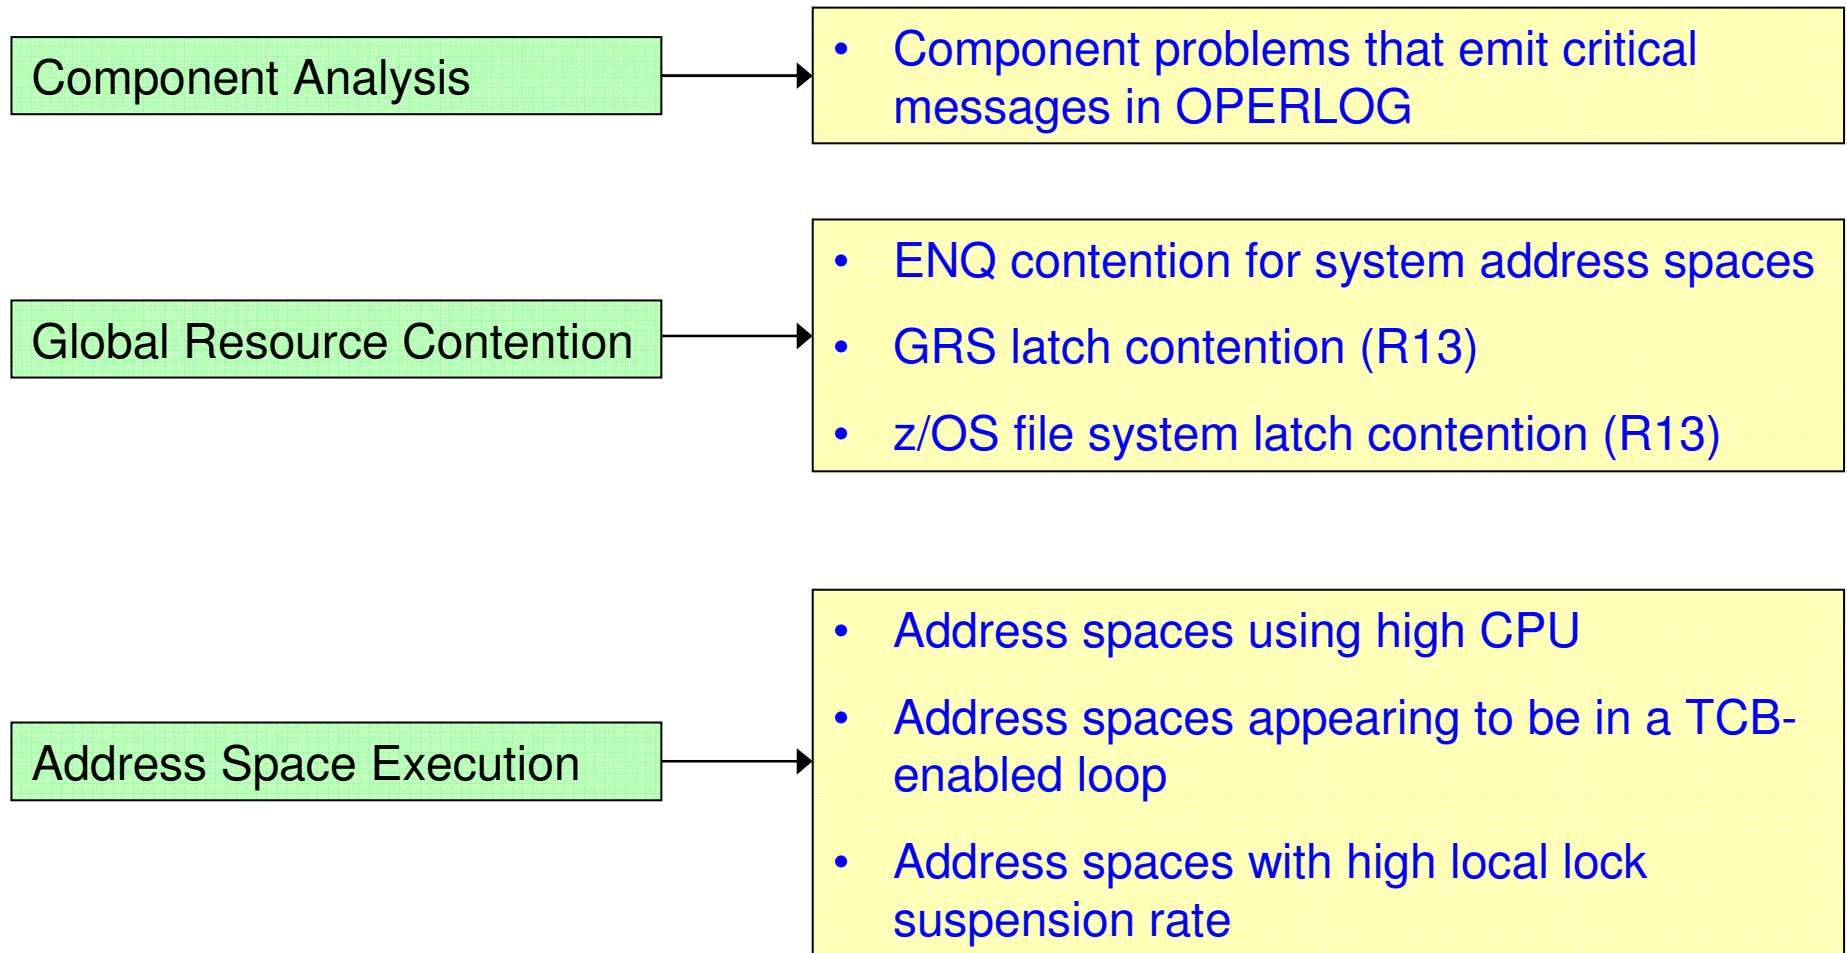 Component Analysis
• Component problems that emit critical
messages in OPERLOG
Global Resource Contention
• ENQ contention for system address spaces
• GRS latch contention (R13)
• z/OS file system latch contention (R13)
Address Space Execution
• Address spaces using high CPU
• Address spaces appearing to be in a TCB-
enabled loop
• Address spaces with high local lock
suspension rate